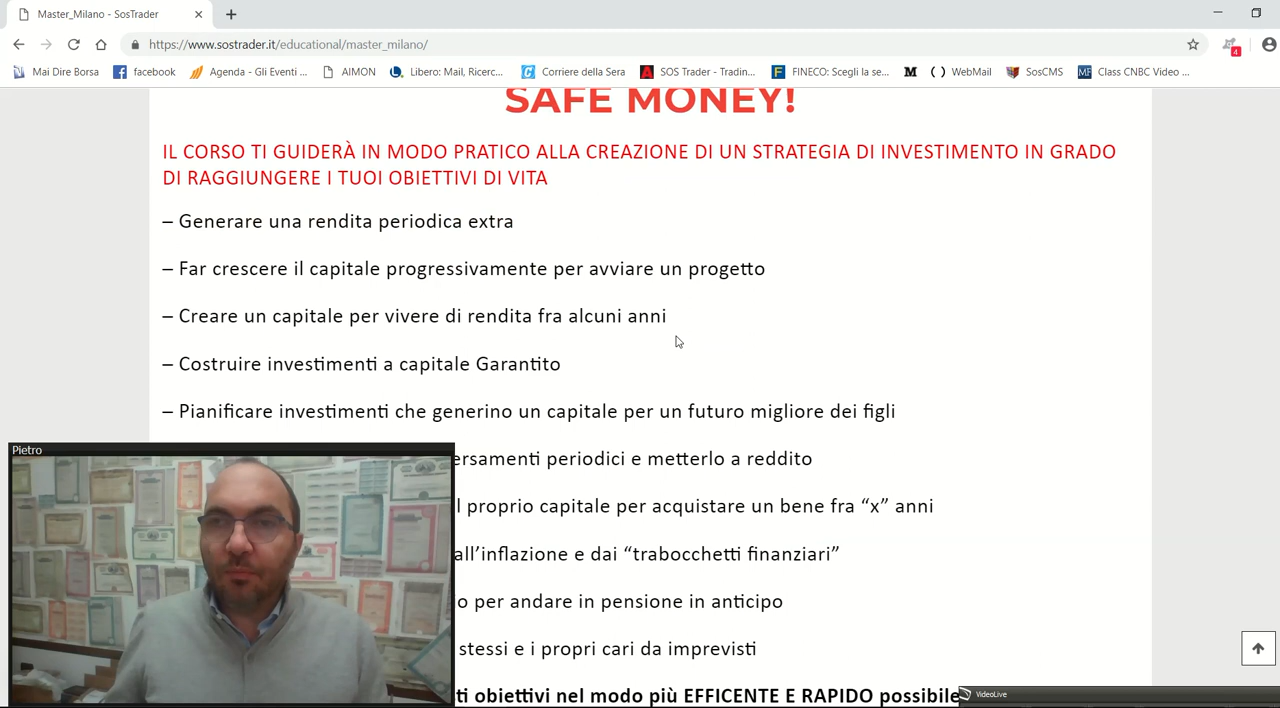 Master_Milano - SosTrader
https://www.sostrader.it/educational/master_milano/
4
Mai Dire Borsa facebook Agenda - Gli Eventi ... AIMON Libero: Mail, Ricerc... Corriere della Sera SOS Trader - Tradin... FINECO: Scegli la se... M WebMail SosCMS Class CNBC Video ...
SAFE MONEY!
IL CORSO TI GUIDERÀ IN MODO PRATICO ALLA CREAZIONE DI UN STRATEGIA DI INVESTIMENTO IN GRADO
DI RAGGIUNGERE I TUOI OBIETTIVI DI VITA
– Generare una rendita periodica extra
– Far crescere il capitale progressivamente per avviare un progetto
– Creare un capitale per vivere di rendita fra alcuni anni
– Costruire investimenti a capitale Garantito
– Pianificare investimenti che generino un capitale per un futuro migliore dei figli
Pietro
ersamenti periodici e metterlo a reddito
l proprio capitale per acquistare un bene fra “x” anni
all’inflazione e dai “trabocchetti finanziari”
o per andare in pensione in anticipo
stessi e i propri cari da imprevisti
ti obiettivi nel modo più EFFICENTE E RAPIDO possibile
VideoLive